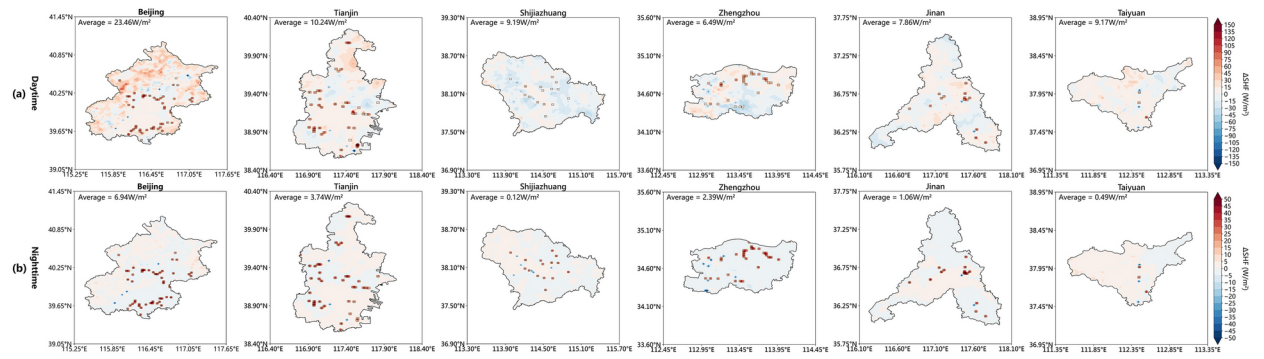 Beijing
Tianjin
Shijiazhuang
Zhengzhou
Jinan
Taiyuan
(a)
Daytime
41.45°N
40.85°N
40.25°N
39.65°N
39.05°N
Average = 23.46W/m²
115.25°E 115.85°E 116.45°E 117.05°E 117.65°E
40.40°N
39.90°N
39.40°N
38.90°N
38.40°N
Average = 10.24W/m²
116.40°E 116.90°E 117.40°E 117.90°E 118.40°E
39.30°N
38.70°N
38.10°N
37.50°N
36.90°N
Average = 9.19W/m²
113.30°E 113.90°E 114.50°E 115.10°E 115.70°E
35.60°N
35.10°N
34.60°N
34.10°N
33.60°N
Average = 6.49W/m²
112.45°E 112.95°E 113.45°E 113.95°E 114.45°E
37.75°N
37.25°N
36.75°N
36.25°N
35.75°N
Average = 7.86W/m²
116.10°E 116.60°E 117.10°E 117.60°E 118.10°E
38.95°N
38.45°N
37.95°N
37.45°N
36.95°N
Average = 9.17W/m²
111.35°E 111.85°E 112.35°E 112.85°E 113.35°E
150
135
120
105
90
75
60
45
30
15
0
−15
−30
−45
−60
−75
−90
−105
−120
−135
−150
ΔSHF (W/m²)
Beijing
Tianjin
Shijiazhuang
Zhengzhou
Jinan
Taiyuan
(b)
Nighttime
41.45°N
40.85°N
40.25°N
39.65°N
39.05°N
Average = 6.94W/m²
115.25°E 115.85°E 116.45°E 117.05°E 117.65°E
40.40°N
39.90°N
39.40°N
38.90°N
38.40°N
Average = 3.74W/m²
116.40°E 116.90°E 117.40°E 117.90°E 118.40°E
39.30°N
38.70°N
38.10°N
37.50°N
36.90°N
Average = 0.12W/m²
113.30°E 113.90°E 114.50°E 115.10°E 115.70°E
35.60°N
35.10°N
34.60°N
34.10°N
33.60°N
Average = 2.39W/m²
112.45°E 112.95°E 113.45°E 113.95°E 114.45°E
37.75°N
37.25°N
36.75°N
36.25°N
35.75°N
Average = 1.06W/m²
116.10°E 116.60°E 117.10°E 117.60°E 118.10°E
38.95°N
38.45°N
37.95°N
37.45°N
36.95°N
Average = 0.49W/m²
111.35°E 111.85°E 112.35°E 112.85°E 113.35°E
50
45
40
35
30
25
20
15
10
5
0
−5
−10
−15
−20
−25
−30
−35
−40
−45
−50
ΔSHF (W/m²)